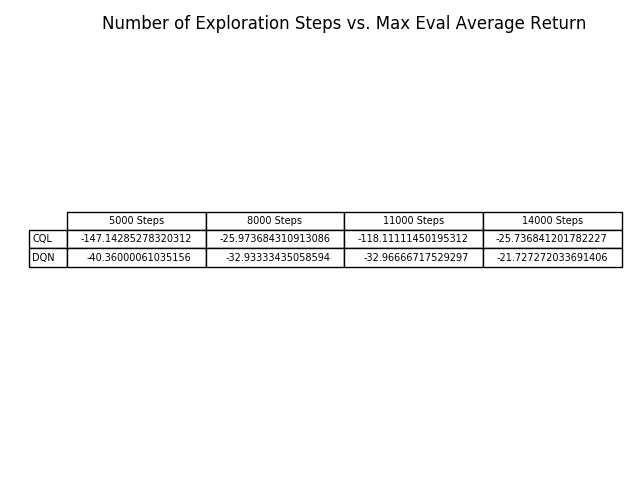 Number of Exploration Steps vs. Max Eval Average Return
5000 Steps 8000 Steps 11000 Steps 14000 Steps
CQL -147.14285278320312 -25.973684310913086 -118.11111450195312 -25.736841201782227
DQN -40.36000061035156 -32.93333435058594 -32.96666717529297 -21.727272033691406